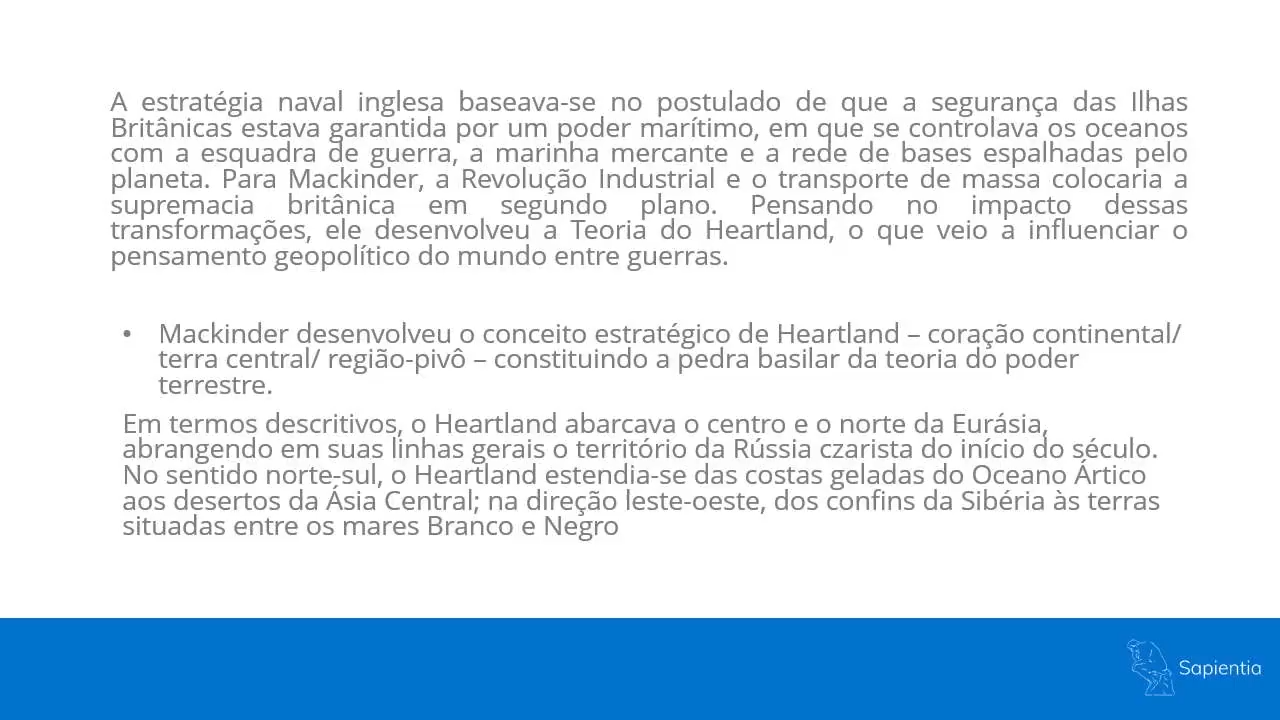 A estratégia naval inglesa baseava-se no postulado de que a segurança das Ilhas
Britânicas estava garantida por um poder marítimo, em que se controlava os oceanos
com a esquadra de guerra, a marinha mercante e a rede de bases espalhadas pelo
planeta. Para Mackinder, a Revolução Industrial e o transporte de massa colocaria a
supremacia britânica em segundo plano. Pensando no impacto dessas
transformações, ele desenvolveu a Teoria do Heartland, o que veio a influenciar o
pensamento geopolítico do mundo entre guerras.
• Mackinder desenvolveu o conceito estratégico de Heartland – coração continental/
terra central/ região-pivô – constituindo a pedra basilar da teoria do poder
terrestre.
Em termos descritivos, o Heartland abarcava o centro e o norte da Eurásia,
abrangendo em suas linhas gerais o território da Rússia czarista do início do século.
No sentido norte-sul, o Heartland estendia-se das costas geladas do Oceano Ártico
aos desertos da Ásia Central; na direção leste-oeste, dos confins da Sibéria às terras
situadas entre os mares Branco e Negro
Sapientia